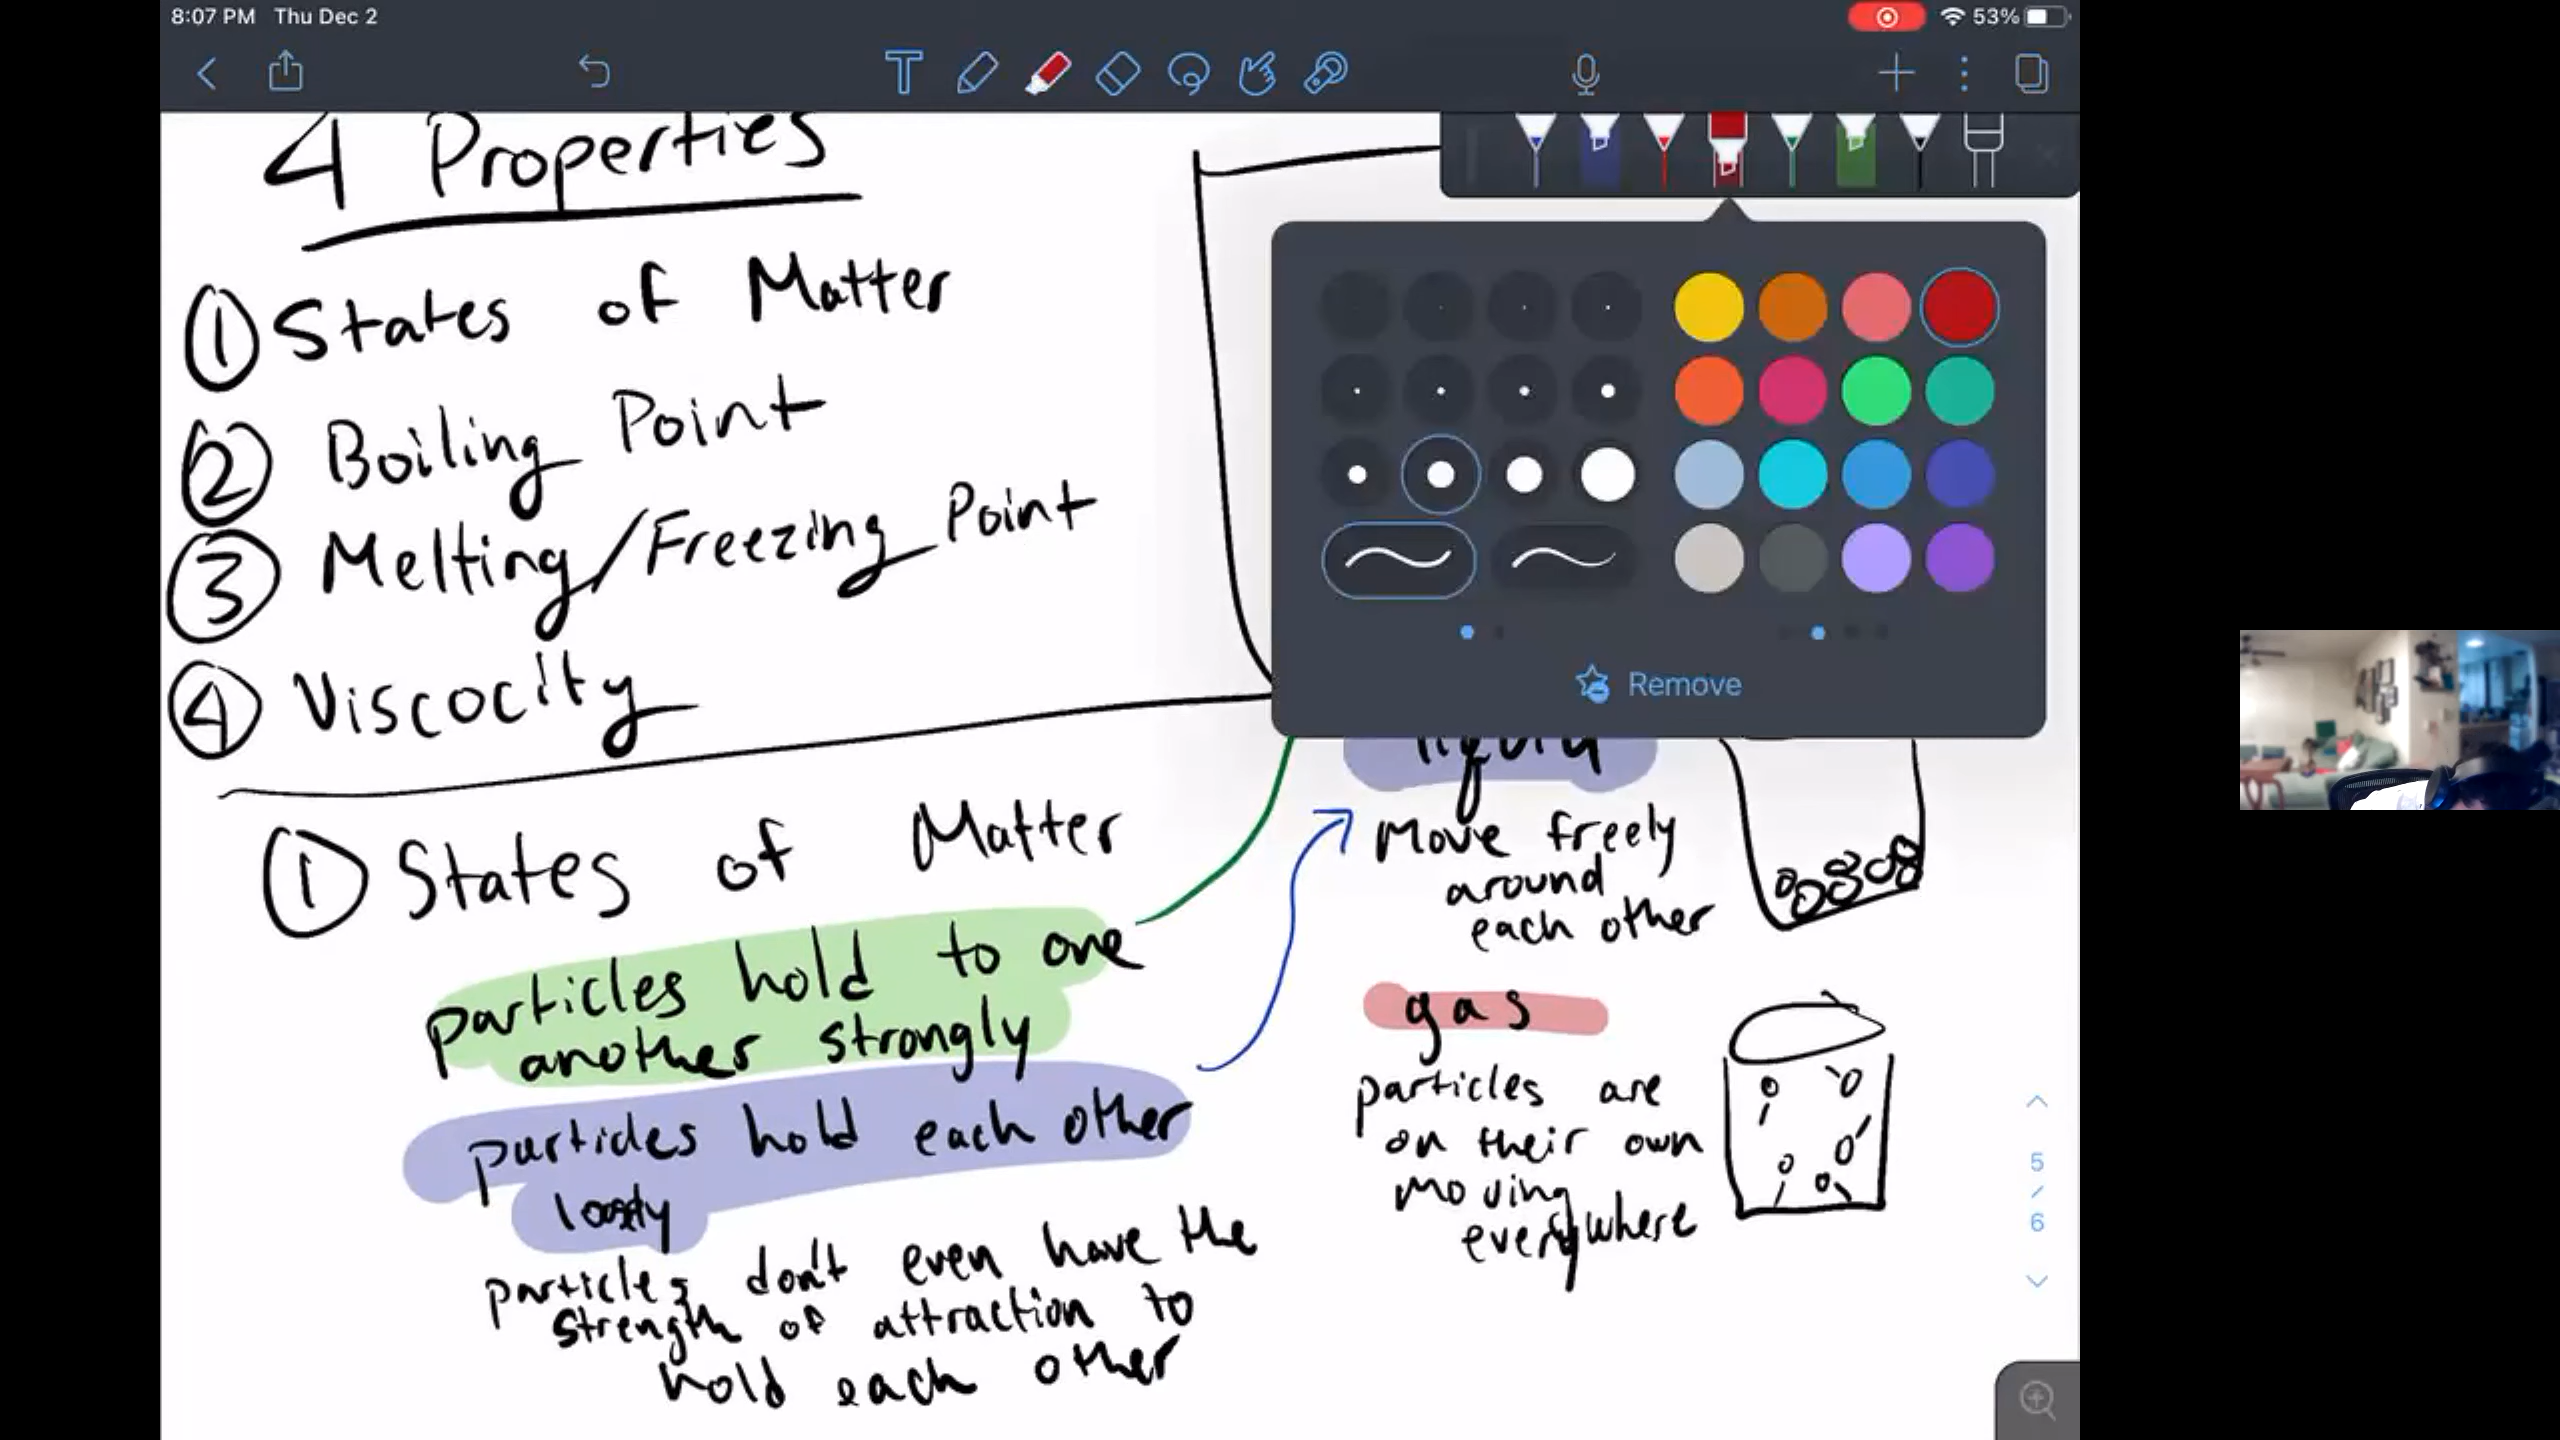 8:07 PM Thu Dec 2
53%
4 Properties
① States of Matter
② Boiling Point
③ Melting/Freezing Point
④ Viscocity
Remove
① States of Matter
particles hold to one
another strongly
particles hold each other
loosely
particles don't even have the
strength of attraction to
hold each other
liquid
Move freely
around
each other
gas
particles are
on their own
moving
everywhere
5
/
6